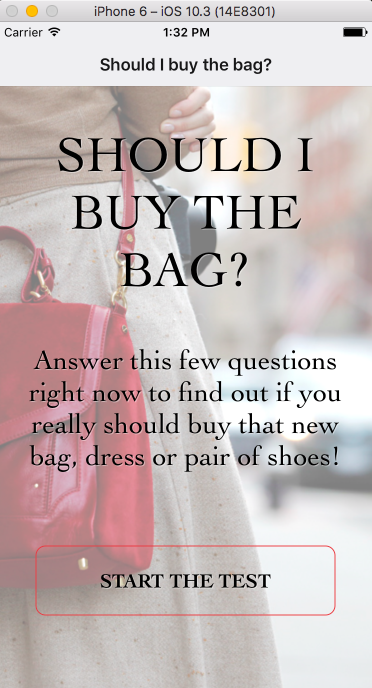 iPhone 6 – iOS 10.3 (14E8301)
Carrier 1:32 PM
Should I buy the bag?
SHOULD I
BUY THE
BAG?
Answer this few questions
right now to find out if you
really should buy that new
bag, dress or pair of shoes!
START THE TEST